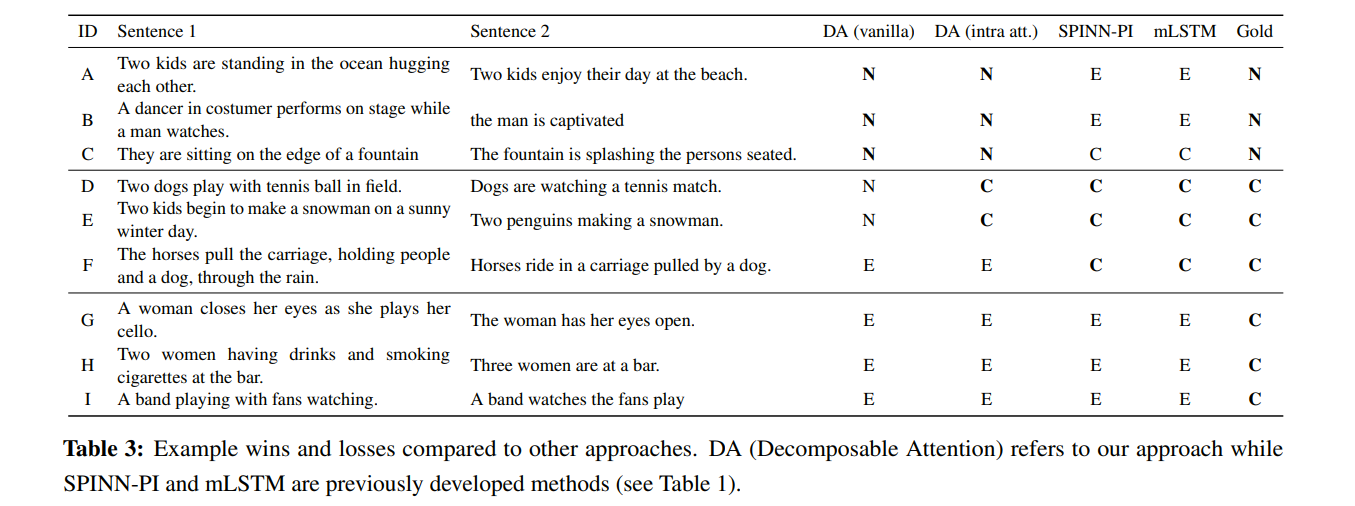 ID Sentence 1 Sentence 2 DA (vanilla) DA (intra att.) SPINN-PI mLSTM Gold
A Two kids are standing in the ocean hugging each other. Two kids enjoy their day at the beach. N N E E N
B A dancer in costumer performs on stage while a man watches. the man is captivated N N E E N
C They are sitting on the edge of a fountain The fountain is splashing the persons seated. N N C C N
D Two dogs play with tennis ball in field. Dogs are watching a tennis match. N C C C C
E Two kids begin to make a snowman on a sunny winter day. Two penguins making a snowman. N C C C C
F The horses pull the carriage, holding people and a dog, through the rain. Horses ride in a carriage pulled by a dog. E E C C C
G A woman closes her eyes as she plays her cello. The woman has her eyes open. E E E E C
H Two women having drinks and smoking cigarettes at the bar. Three women are at a bar. E E E E C
I A band playing with fans watching. A band watches the fans play E E E E C
Table 3: Example wins and losses compared to other approaches. DA (Decomposable Attention) refers to our approach while
SPINN-PI and mLSTM are previously developed methods (see Table 1).